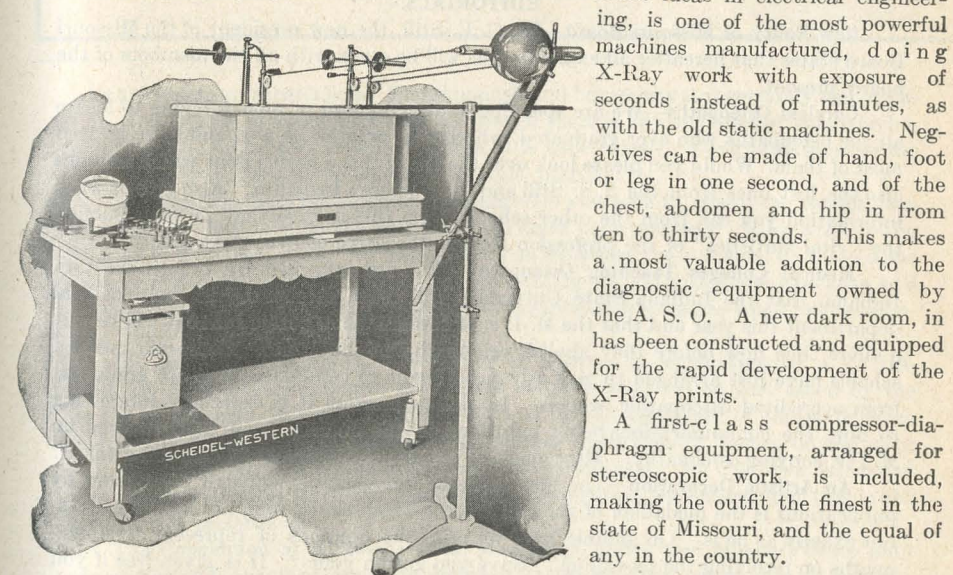 ing, is one of the most powerful
machines manufactured, doing
X-Ray work with exposure of
seconds instead of minutes, as
with the old static machines. Neg-
atives can be made of hand, foot
or leg in one second, and of the
chest, abdomen and hip in from
ten to thirty seconds. This makes
a most valuable addition to the
diagnostic equipment owned by
the A. S. O. A new dark room, in
has been constructed and equipped
for the rapid development of the
X-Ray prints.
A first-class compressor-dia-
phragm equipment, arranged for
stereoscopic work, is included,
making the outfit the finest in the
state of Missouri, and the equal of
any in the country.
SCHEIDEL-WESTERN